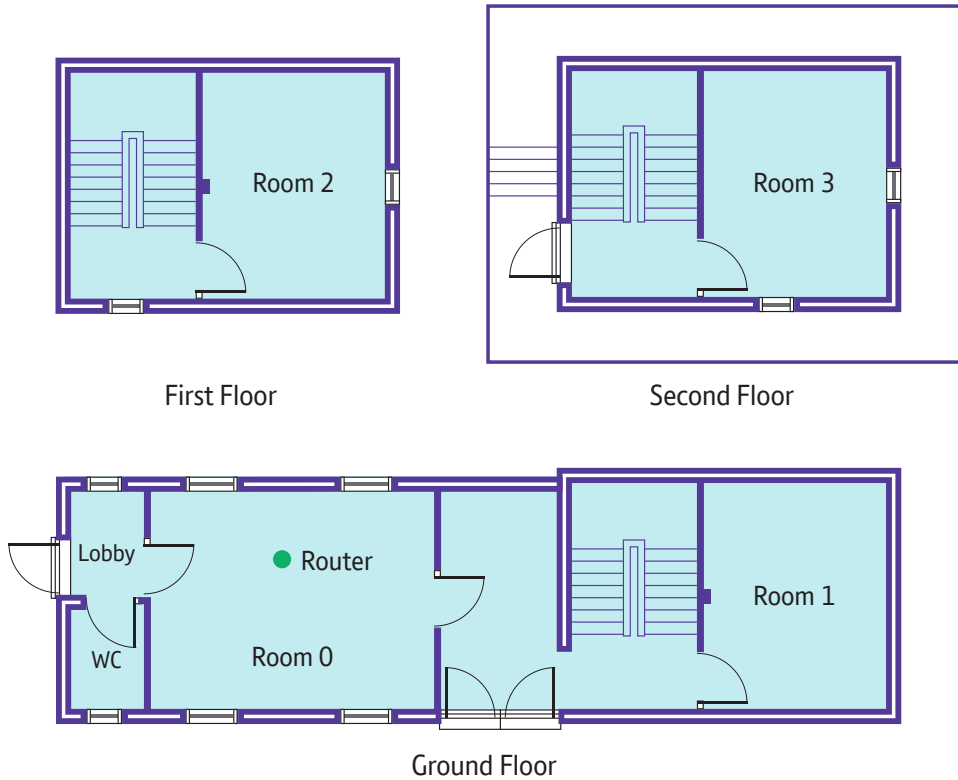 Room 2
Room 3
First Floor
Second Floor
Lobby
Router
Room 1
WC
Room 0
Ground Floor